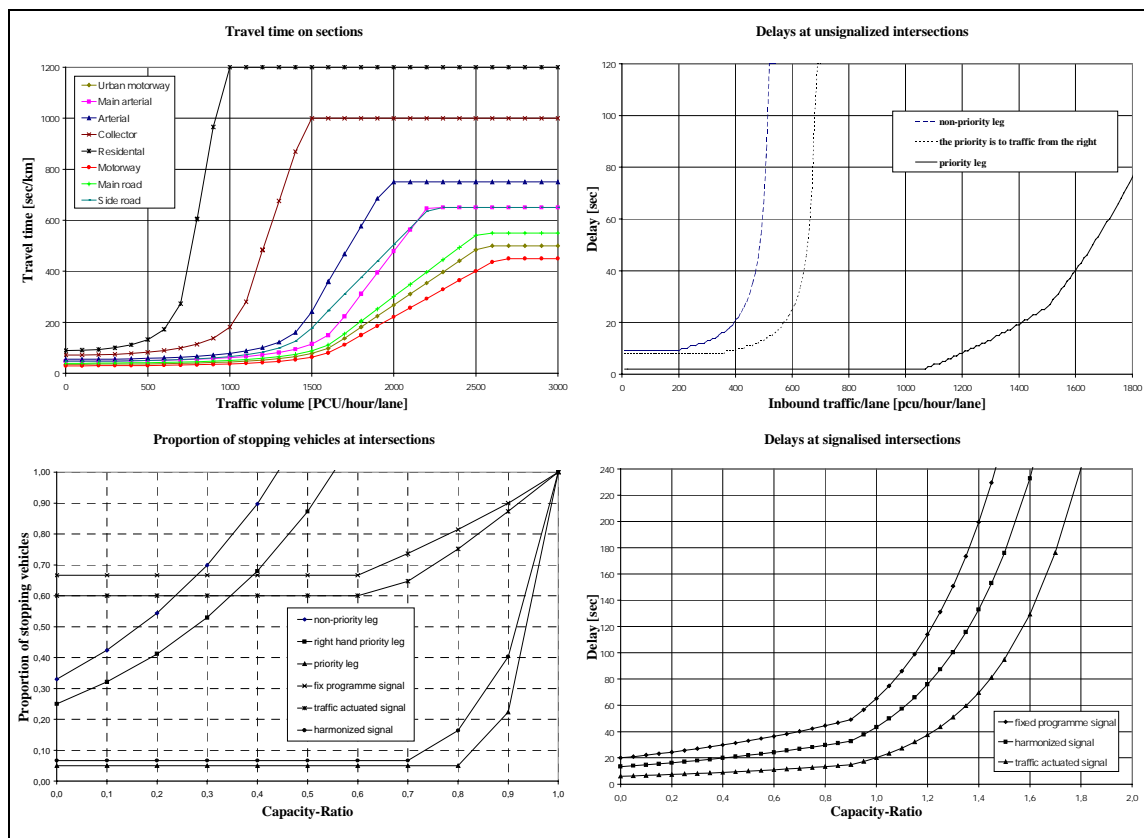 Travel time on sections
Travel time [sec/km]
1200
1000
800
600
400
200
0
Urban motorway
Main arterial
Arterial
Collector
Residental
Motorway
Main road
Side road
0 500 1000 1500 2000 2500 3000
Traffic volume [PCU/hour/lane]
Delays at unsignalized intersections
Delay [sec]
120
100
80
60
40
20
0
non-priority leg
the priority is to traffic from the right
priority leg
0 200 400 600 800 1000 1200 1400 1600 1800
Inbound traffic/lane [pcu/hour/lane]
Proportion of stopping vehicles at intersections
Proportion of stopping vehicles
1,00
0,90
0,80
0,70
0,60
0,50
0,40
0,30
0,20
0,10
0,00
non-priority leg
right hand priority leg
priority leg
fix programme signal
traffic actuated signal
harmonized signal
0,0 0,1 0,2 0,3 0,4 0,5 0,6 0,7 0,8 0,9 1,0
Capacity-Ratio
Delays at signalised intersections
Delay [sec]
240
220
200
180
160
140
120
100
80
60
40
20
0
fixed programme signal
harmonized signal
traffic actuated signal
0,0 0,2 0,4 0,6 0,8 1,0 1,2 1,4 1,6 1,8 2,0
Capacity-Ratio